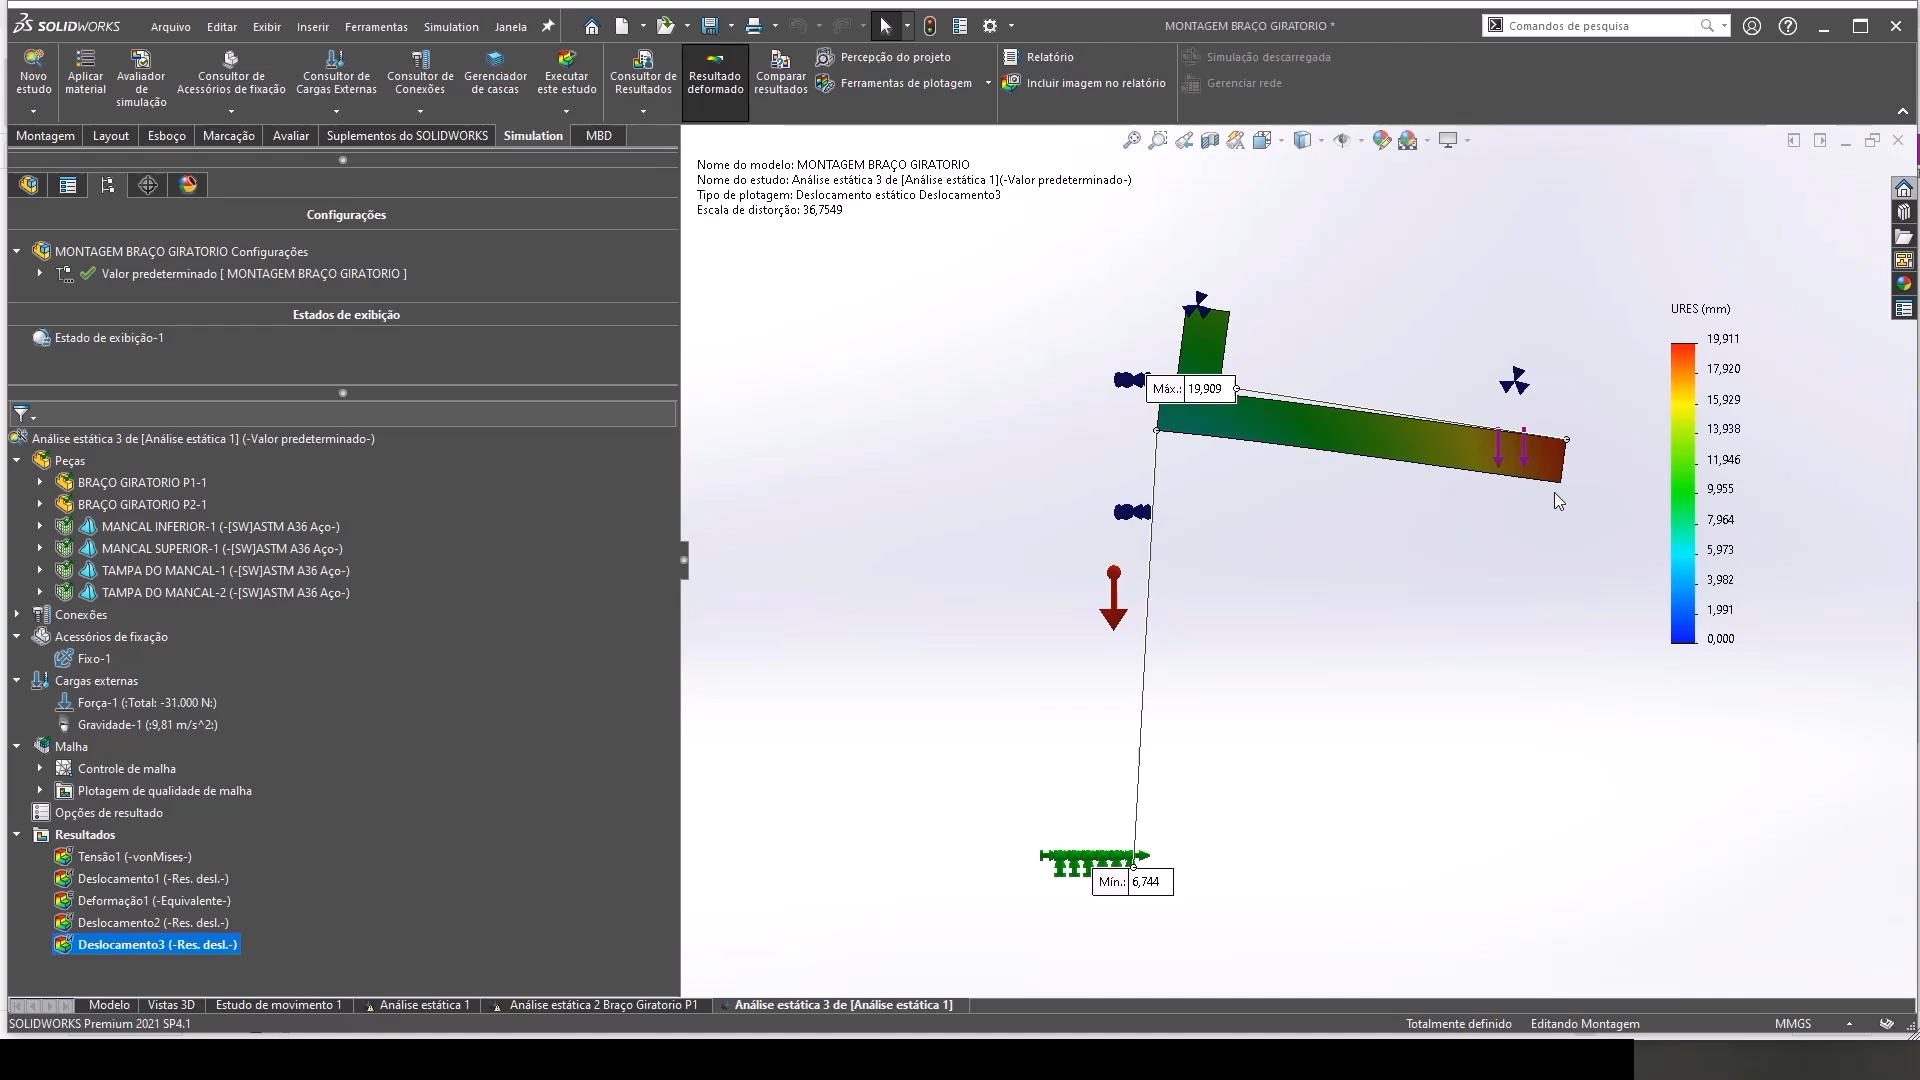 SOLIDWORKS
Arquivo Editar Exibir Inserir Ferramentas Simulation Janela
MONTAGEM BRAÇO GIRATORIO *
Comandos de pesquisa
Novo estudo
Aplicar material
Avaliador de simulação
Consultor de Acessórios de fixação
Consultor de Cargas Externas
Consultor de Conexões
Gerenciador de cascas
Executar este estudo
Consultor de Resultados
Resultado deformado
Comparar resultados
Percepção do projeto
Ferramentas de plotagem
Relatório
Incluir imagem no relatório
Simulação descarregada
Gerenciar rede
Montagem Layout Esboço Marcação Avaliar Suplementos do SOLIDWORKS Simulation MBD
Configurações
MONTAGEM BRAÇO GIRATORIO Configurações
Valor predeterminado [ MONTAGEM BRAÇO GIRATORIO ]
Estados de exibição
Estado de exibição-1
Análise estática 3 de [Análise estática 1] (-Valor predeterminado-)
Peças
BRAÇO GIRATORIO P1-1
BRAÇO GIRATORIO P2-1
MANCAL INFERIOR-1 (-[SW]ASTM A36 Aço-)
MANCAL SUPERIOR-1 (-[SW]ASTM A36 Aço-)
TAMPA DO MANCAL-1 (-[SW]ASTM A36 Aço-)
TAMPA DO MANCAL-2 (-[SW]ASTM A36 Aço-)
Conexões
Acessórios de fixação
Fixo-1
Cargas externas
Força-1 (:Total: -31.000 N:)
Gravidade-1 (:9,81 m/s^2:)
Malha
Controle de malha
Plotagem de qualidade de malha
Opções de resultado
Resultados
Tensão1 (-vonMises-)
Deslocamento1 (-Res. desl.-)
Deformação1 (-Equivalente-)
Deslocamento2 (-Res. desl.-)
Deslocamento3 (-Res. desl.-)
Nome do modelo: MONTAGEM BRAÇO GIRATORIO
Nome do estudo: Análise estática 3 de [Análise estática 1](-Valor predeterminado-)
Tipo de plotagem: Deslocamento estático Deslocamento3
Escala de distorção: 36,7549
Máx.: 19,909
Mín.: 6,744
URES (mm)
19,911
17,920
15,929
13,938
11,946
9,955
7,964
5,973
3,982
1,991
0,000
Modelo Vistas 3D Estudo de movimento 1 Análise estática 1 Análise estática 2 Braço Giratorio P1 Análise estática 3 de [Análise estática 1]
SOLIDWORKS Premium 2021 SP4.1
Totalmente definido Editando Montagem MMGS